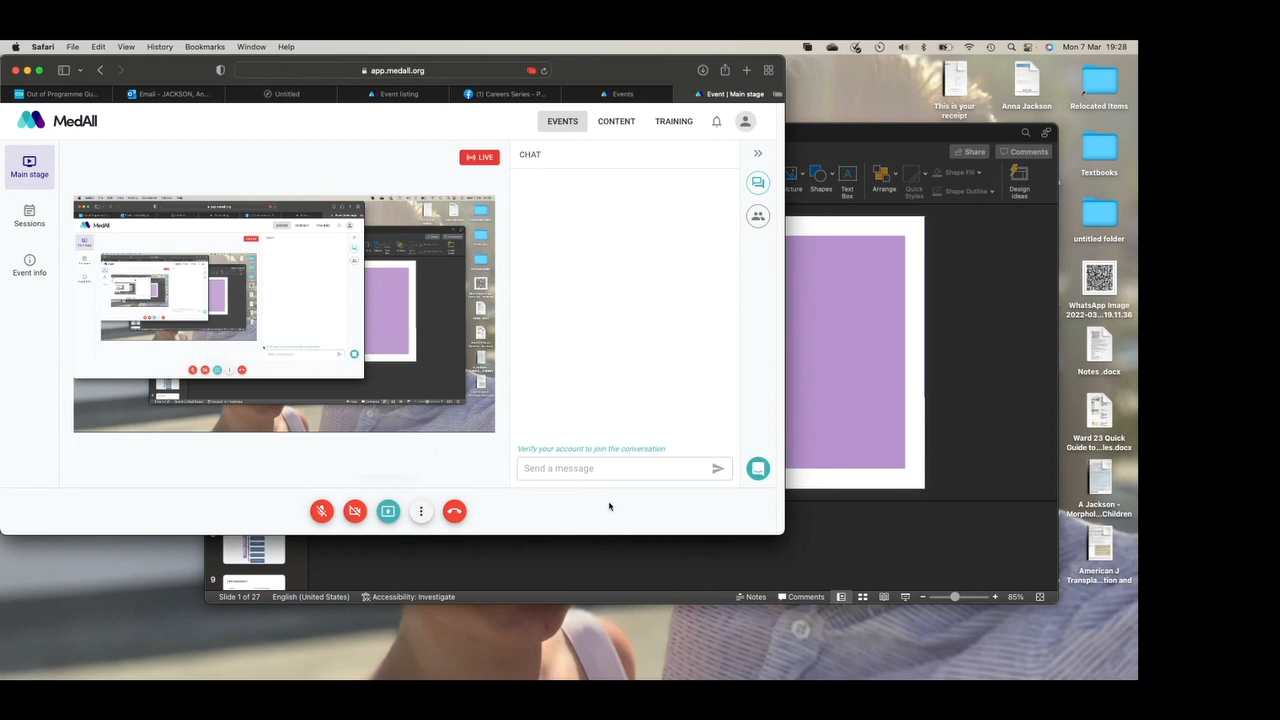 Safari File Edit View History Bookmarks Window Help
Mon 7 Mar 19:28
app.medall.org
Out of Programme Gu...
Email - JACKSON, An...
Untitled
Event listing
(1) Careers Series - P...
Events
Event | Main stage
MedAll
EVENTS CONTENT TRAINING
Main stage
Sessions
Event info
LIVE
CHAT
MedAll
Verify your account to join the conversation
Send a message
Share
Comments
Shapes
Text
Box
Arrange
Quick
Styles
Shape Fill
Shape Outline
Design
Ideas
9
Slide 1 of 27
English (United States)
Accessibility: Investigate
Notes
Comments
85%
This is your
receipt
Anna Jackson
Relocated Items
Textbooks
untitled folder
WhatsApp Image
2022-03...19.11.36
Notes .docx
Ward 23 Quick
Guide to...les.docx
A Jackson -
Morphol...Children
American J
Transpla...tion and